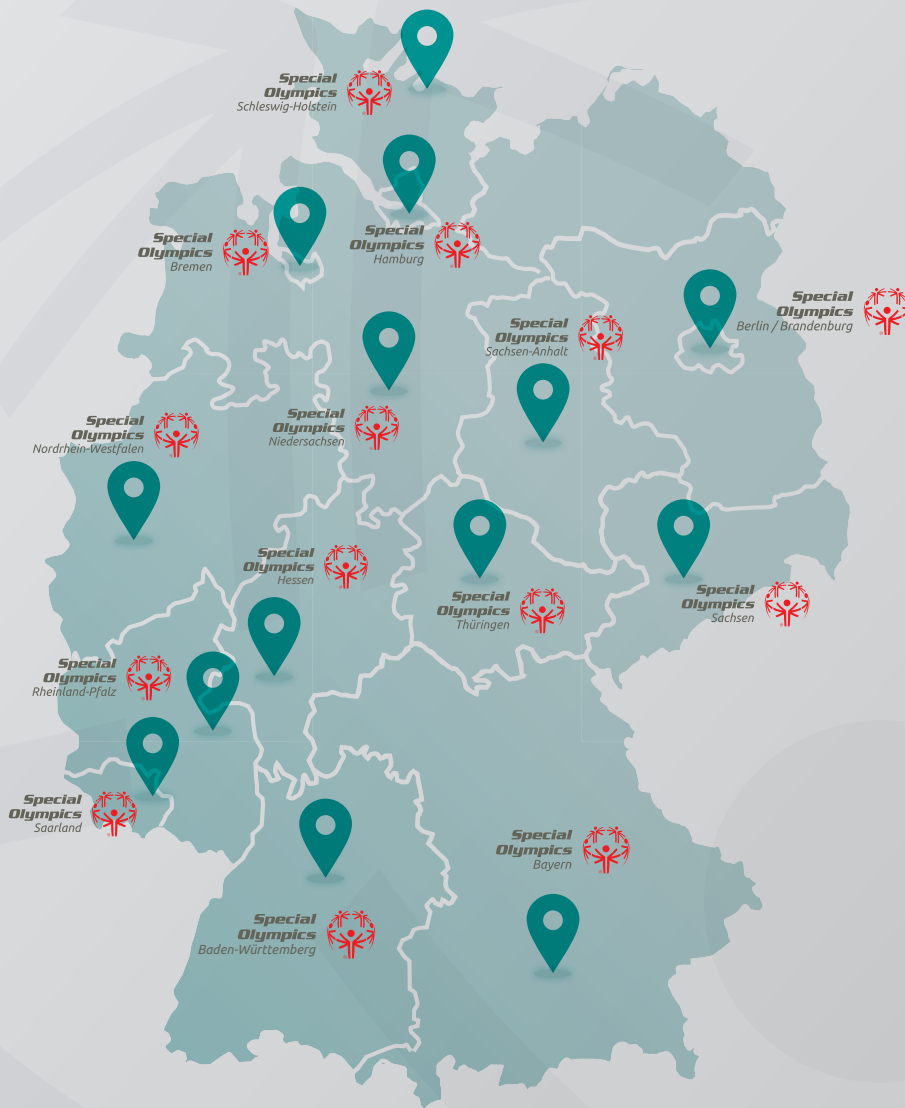 Special
Olympics
Schleswig-Holstein
Special
Olympics
Hamburg
Special
Olympics
Bremen
Special
Olympics
Berlin / Brandenburg
Special
Olympics
Sachsen-Anhalt
Special
Olympics
Niedersachsen
Special
Olympics
Nordrhein-Westfalen
Special
Olympics
Hessen
Special
Olympics
Thüringen
Special
Olympics
Sachsen
Special
Olympics
Rheinland-Pfalz
Special
Olympics
Saarland
Special
Olympics
Bayern
Special
Olympics
Baden-Württemberg